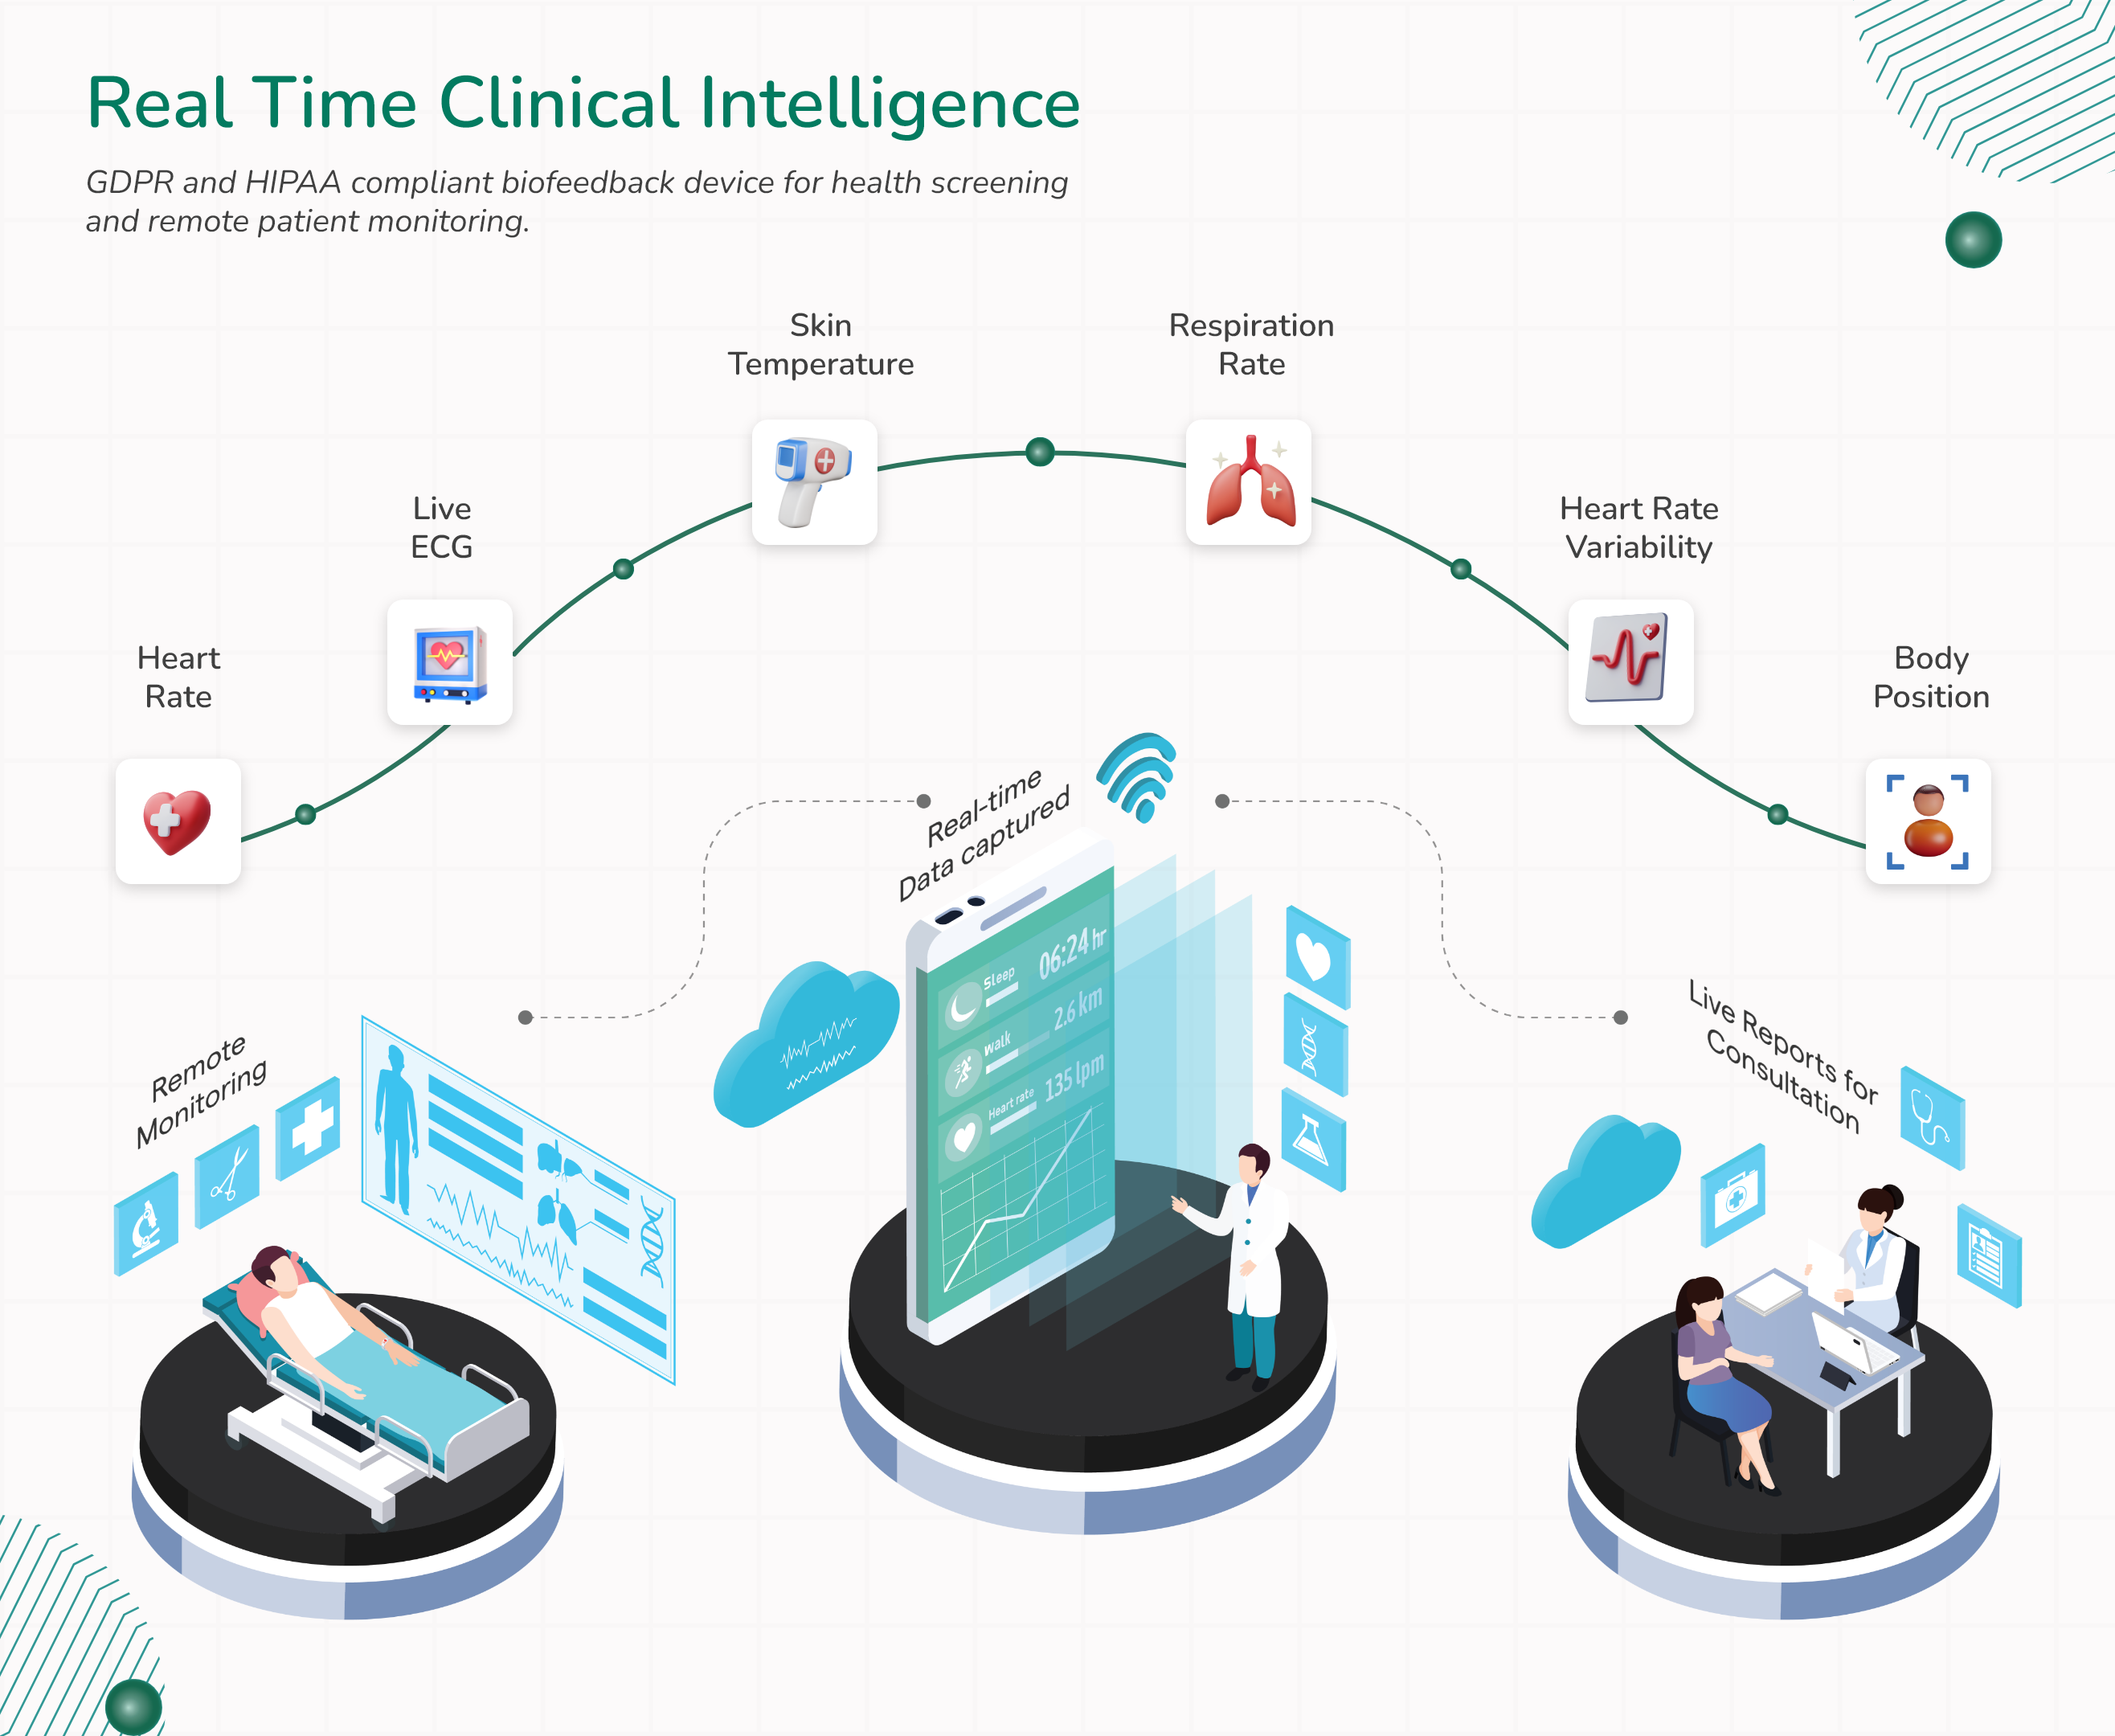 Real Time Clinical Intelligence
GDPR and HIPAA compliant biofeedback device for health screening
and remote patient monitoring.
Skin
Temperature
Respiration
Rate
Live
ECG
Heart Rate
Variability
Heart
Rate
Body
Position
Real-time
Data captured
Remote
Monitoring
Live Reports for
Consultation
Sleep
06:24 hr
Walk
2.6 km
Heart rate
135 lpm